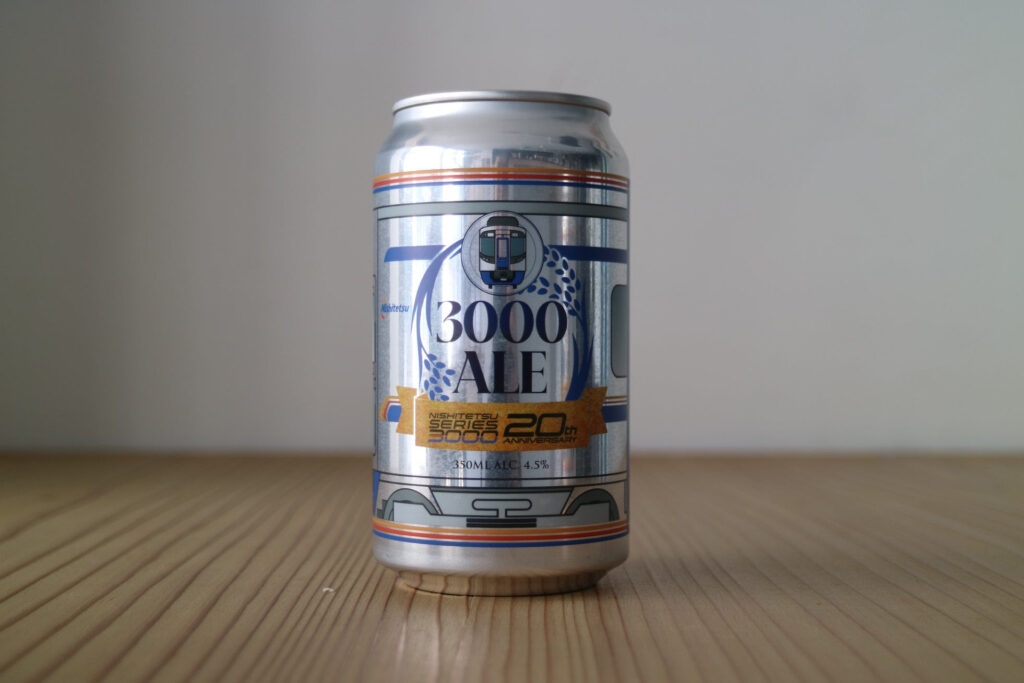 Nishitetsu
3000
ALE
NISHITETSU
SERIES
3000
20th
ANNIVERSARY
350ML ALC. 4.5%